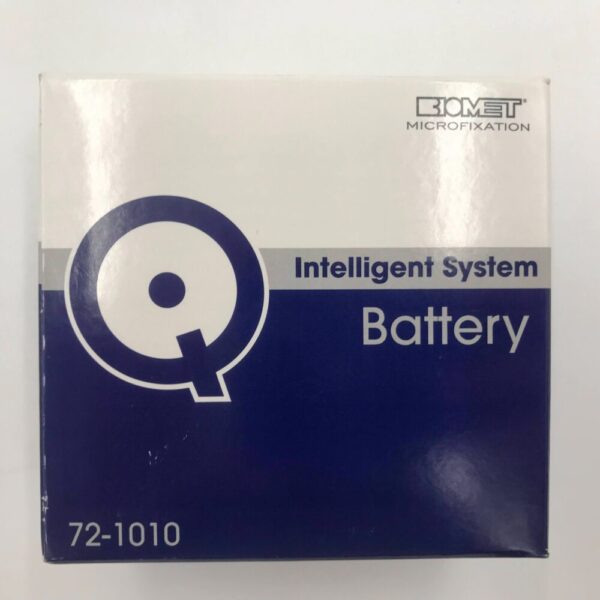 BIOMET®
MICROFIXATION
Q
Intelligent System
Battery
72-1010